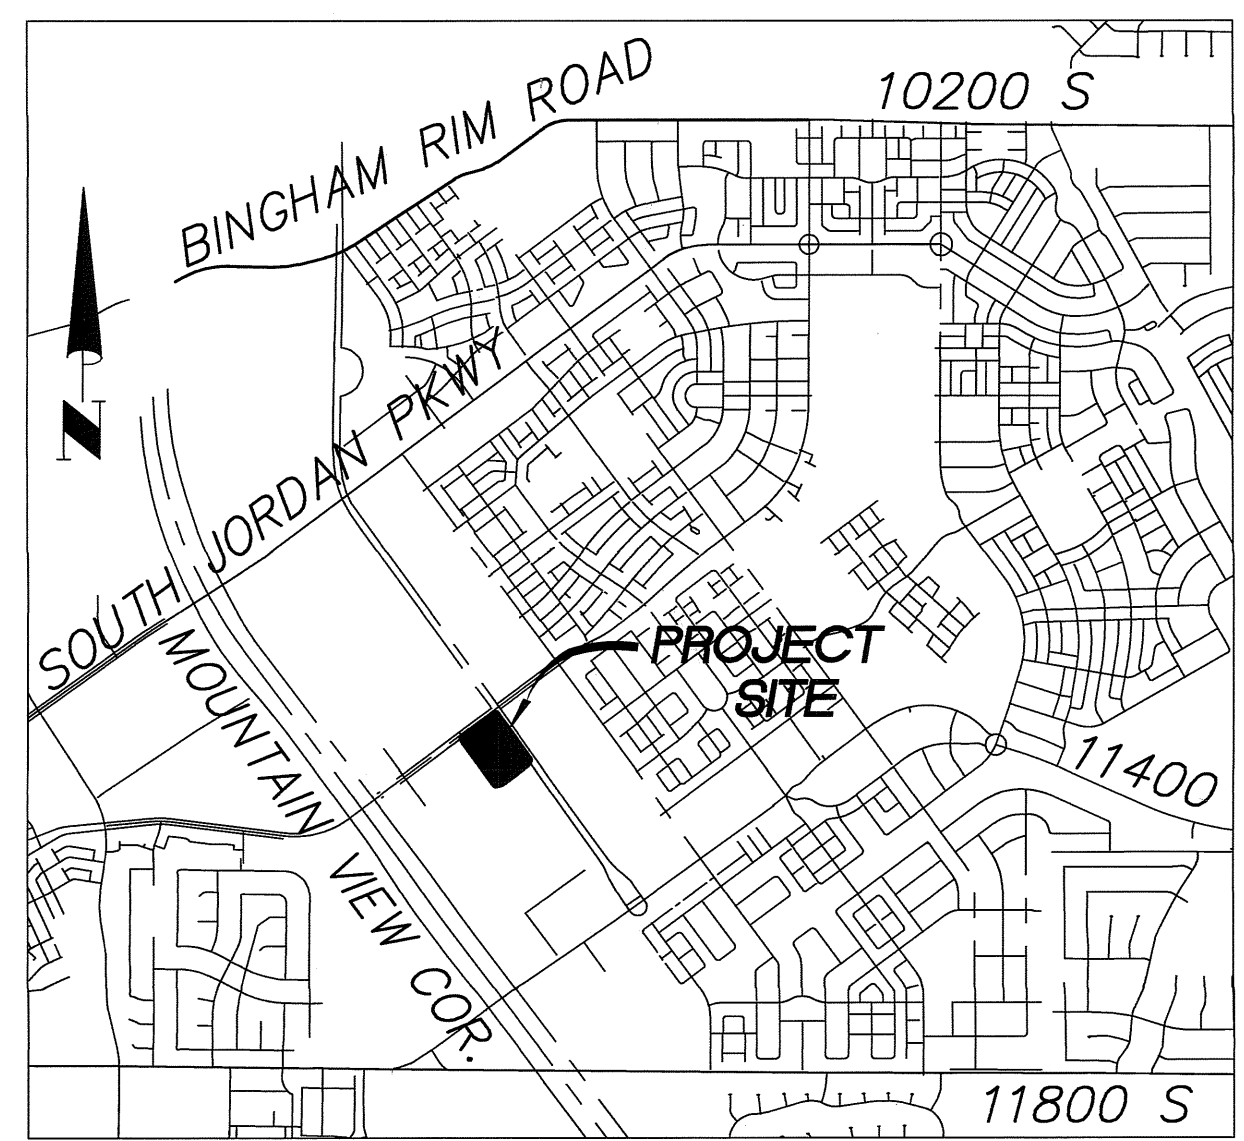 BINGHAM RIM ROAD
10200 S
N
SOUTH JORDAN PKWY
MOUNTAIN VIEW COR.
PROJECT
SITE
11400
11800 S